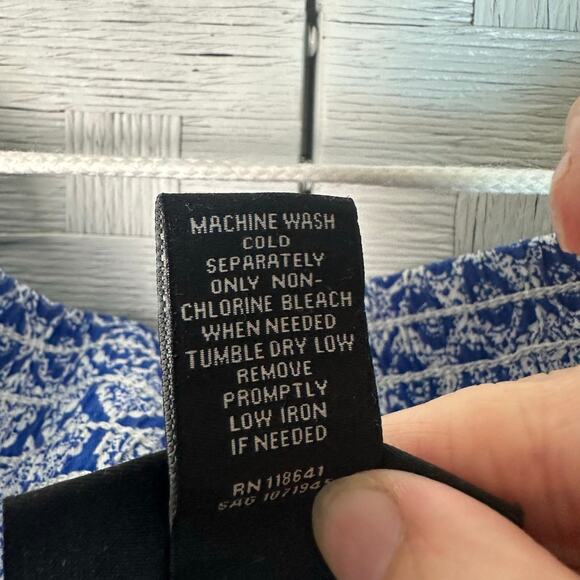 MACHINE WASH
COLD
SEPARATELY
ONLY NON-
CHLORINE BLEACH
WHEN NEEDED
TUMBLE DRY LOW
REMOVE
PROMPTLY
LOW IRON
IF NEEDED
RN 118641